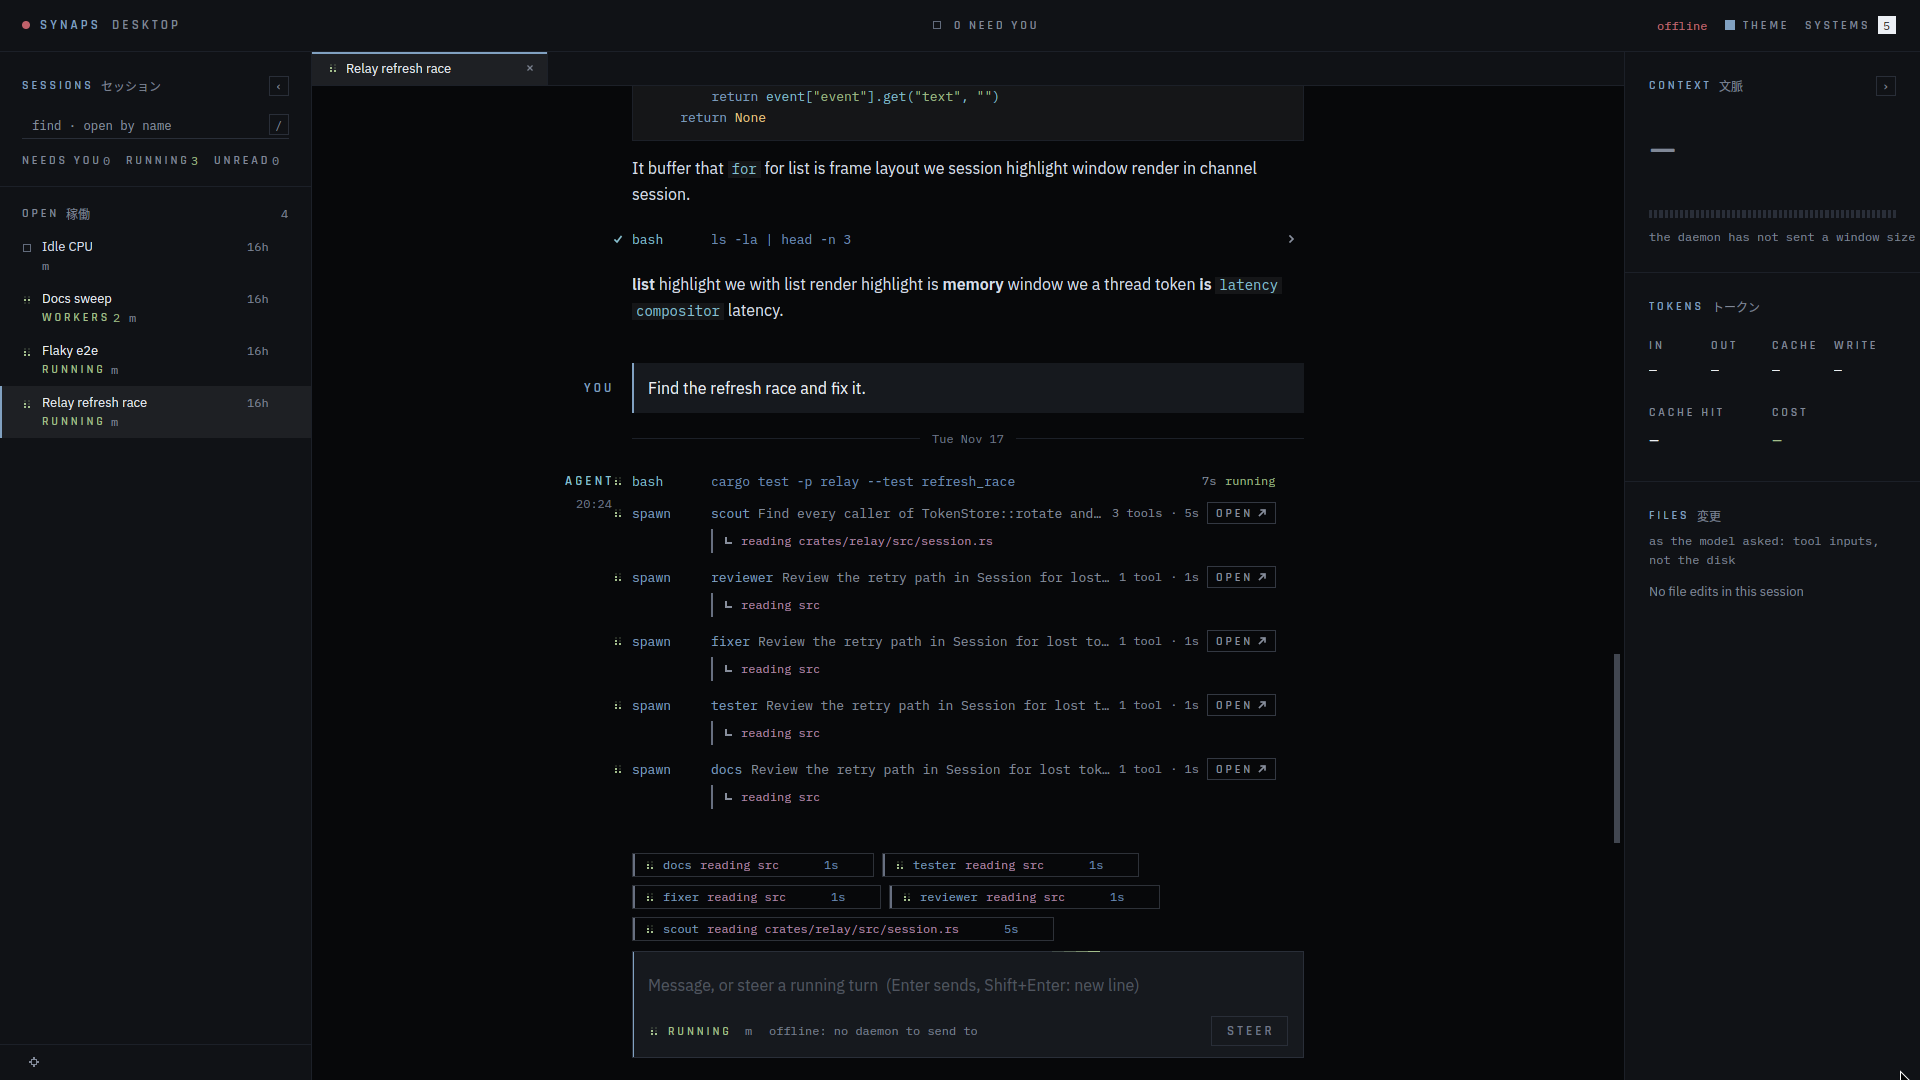 SYNAPS DESKTOP
0 NEED YOU
offline THEME SYSTEMS 5
SESSIONS セッション ‹
find · open by name /
NEEDS YOU 0 RUNNING 3 UNREAD 0
OPEN 稼働 4
Idle CPU 16h
m
Docs sweep 16h
WORKERS 2 m
Flaky e2e 16h
RUNNING m
Relay refresh race 16h
RUNNING m
Relay refresh race ×
return event["event"].get("text", "")
return None
It buffer that for for list is frame layout we session highlight window render in channel
session.
bash ls -la | head -n 3
list highlight we with list render highlight is memory window we a thread token is latency
compositor latency.
YOU Find the refresh race and fix it.
Tue Nov 17
AGENT bash cargo test -p relay --test refresh_race 7s running
20:24
spawn scout Find every caller of TokenStore::rotate and… 3 tools · 5s OPEN ↗
reading crates/relay/src/session.rs
spawn reviewer Review the retry path in Session for lost… 1 tool · 1s OPEN ↗
reading src
spawn fixer Review the retry path in Session for lost to… 1 tool · 1s OPEN ↗
reading src
spawn tester Review the retry path in Session for lost t… 1 tool · 1s OPEN ↗
reading src
spawn docs Review the retry path in Session for lost tok… 1 tool · 1s OPEN ↗
reading src
docs reading src 1s tester reading src 1s
fixer reading src 1s reviewer reading src 1s
scout reading crates/relay/src/session.rs 5s
Message, or steer a running turn (Enter sends, Shift+Enter: new line)
RUNNING m offline: no daemon to send to STEER
CONTEXT 文脈 ›
—
the daemon has not sent a window size
TOKENS トークン
IN OUT CACHE WRITE
— — — —
CACHE HIT COST
— —
FILES 変更
as the model asked: tool inputs,
not the disk
No file edits in this session